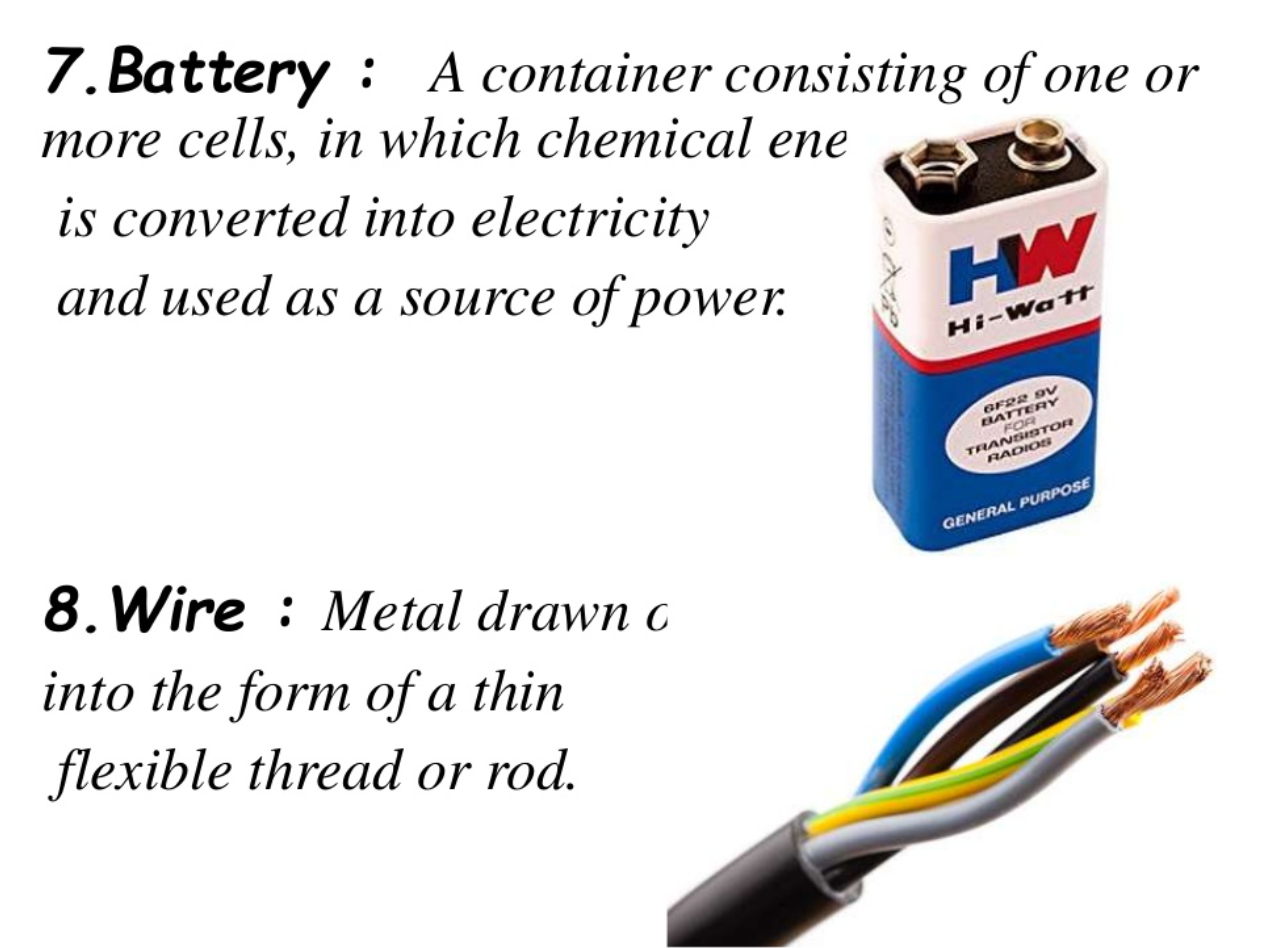 7.Battery : A container consisting of one or
more cells, in which chemical ene
is converted into electricity
and used as a source of power.
HW
Hi-Watt
6F22 9V
BATTERY
FOR
TRANSISTOR
RADIOS
GENERAL PURPOSE
Pb
8.Wire : Metal drawn
into the form of a thin
flexible thread or rod.